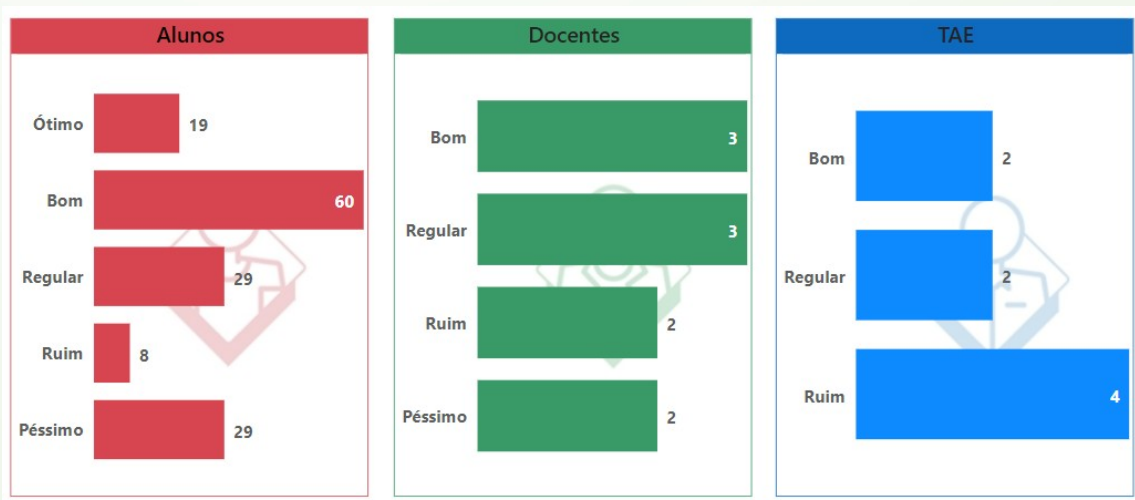 Alunos
Ótimo 19
Bom 60
Regular 29
Ruim 8
Péssimo 29
Docentes
Bom 3
Regular 3
Ruim 2
Péssimo 2
TAE
Bom 2
Regular 2
Ruim 4